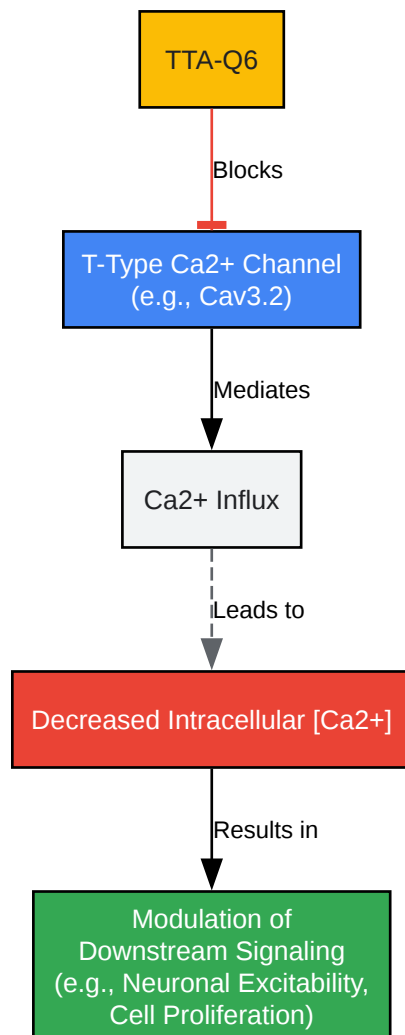 TTA-Q6
Blocks
T-Type Ca2+ Channel
(e.g., Cav3.2)
Mediates
Ca2+ Influx
Leads to
Decreased Intracellular [Ca2+]
Results in
Modulation of
Downstream Signaling
(e.g., Neuronal Excitability,
Cell Proliferation)